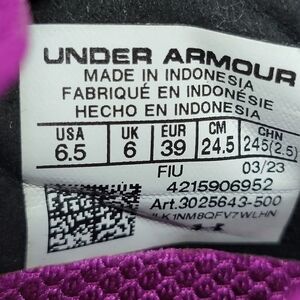 UNDER ARMOUR
MADE IN INDONESIA
FABRIQUÉ EN INDONÉSIE
HECHO EN INDONESIA
USA UK EUR CM CHN
6.5 6 39 24.5 245(2.5)
FIU 03/23
4215906952
Art.3025643-500
LK1NM8QFV7WLHN